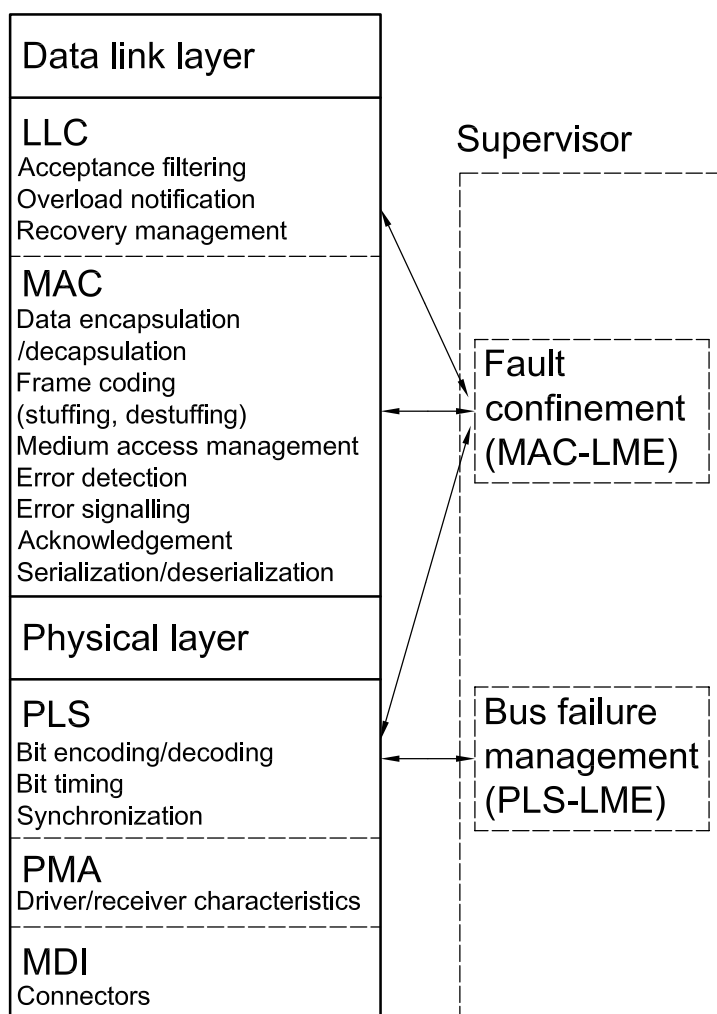 Data link layer
LLC
Acceptance filtering
Overload notification
Recovery management
MAC
Data encapsulation
/decapsulation
Frame coding
(stuffing, destuffing)
Medium access management
Error detection
Error signalling
Acknowledgement
Serialization/deserialization
Physical layer
PLS
Bit encoding/decoding
Bit timing
Synchronization
PMA
Driver/receiver characteristics
MDI
Connectors
Supervisor
Fault
confinement
(MAC-LME)
Bus failure
management
(PLS-LME)